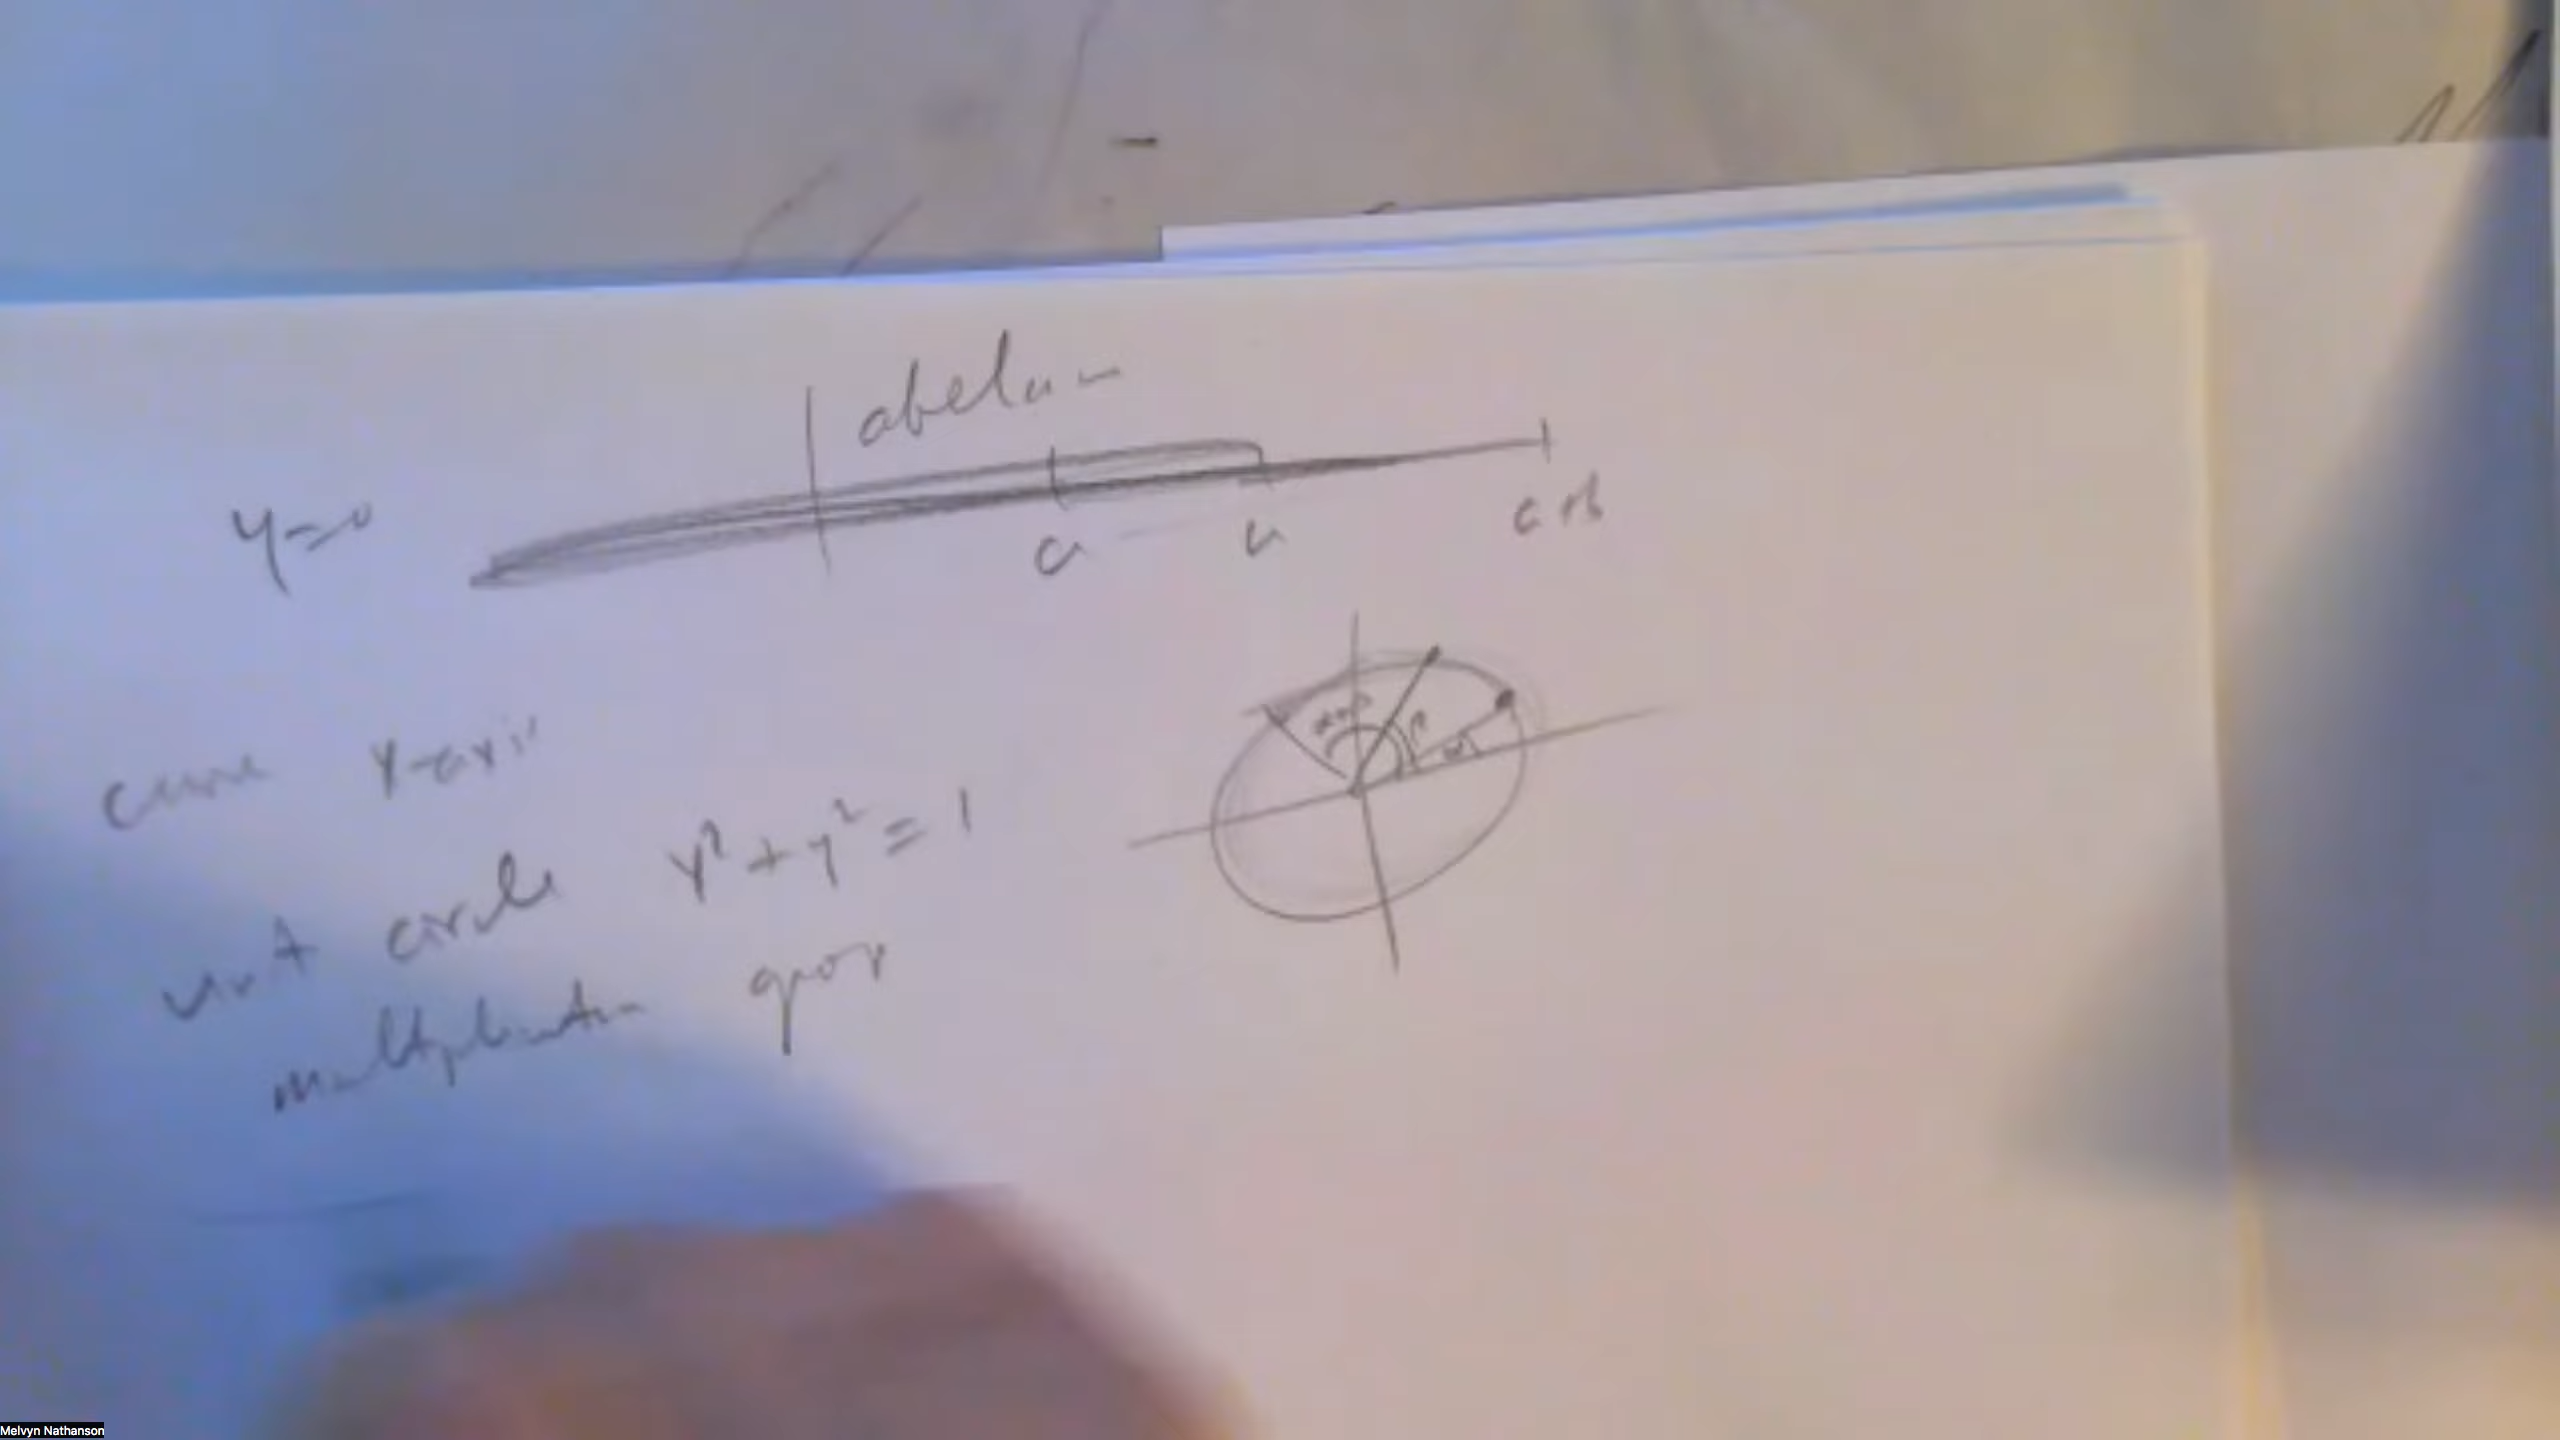 abelian
y=0
a
a+b
curve x-axis
α+β β α
unit circle x²+y²=1
multiplication group
Melvyn Nathanson